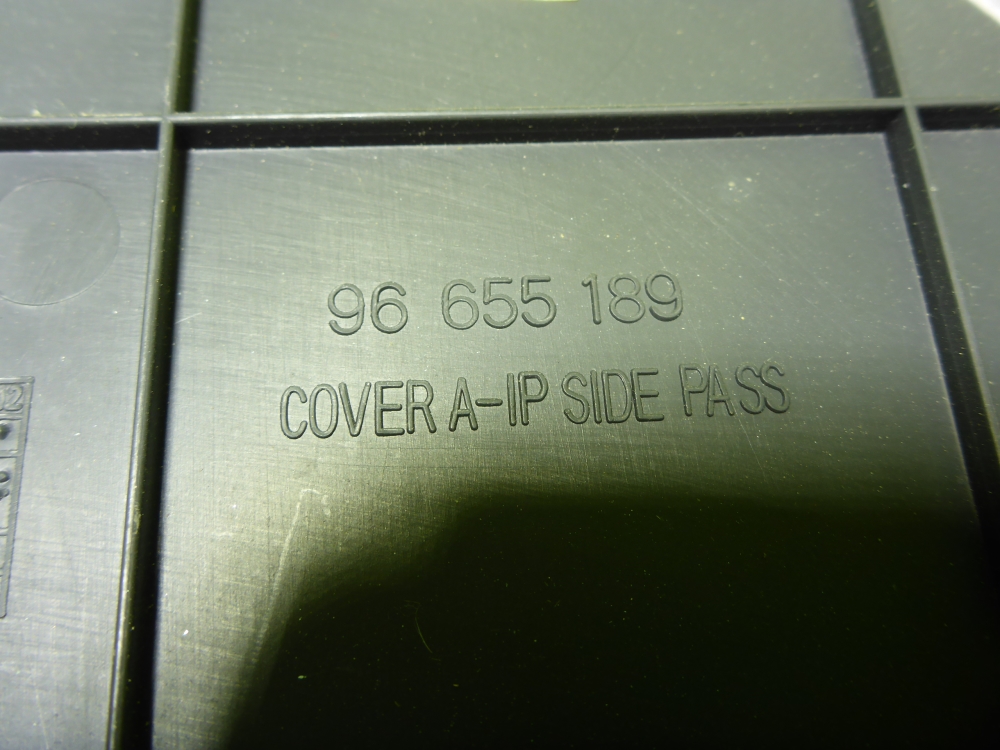 96 655 189
COVER A-IP SIDE PASS